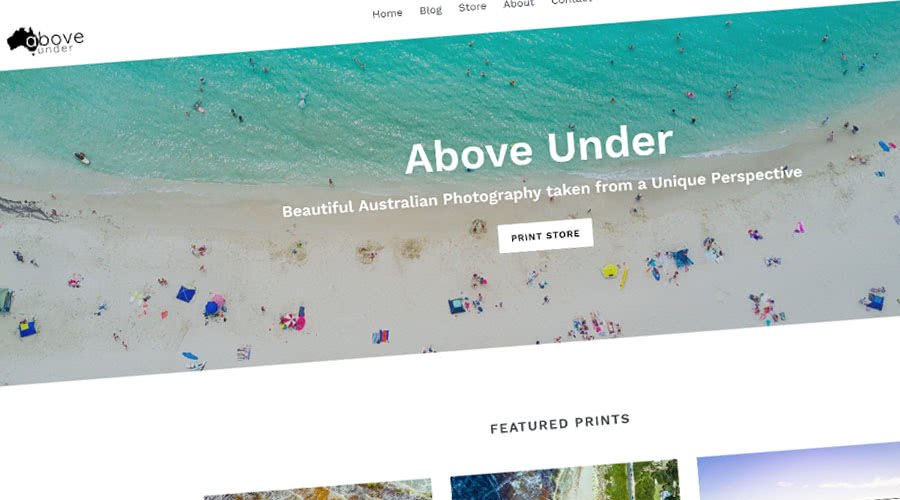 Home Blog Store About Contact
above
under
Above Under
Beautiful Australian Photography taken from a Unique Perspective
PRINT STORE
FEATURED PRINTS